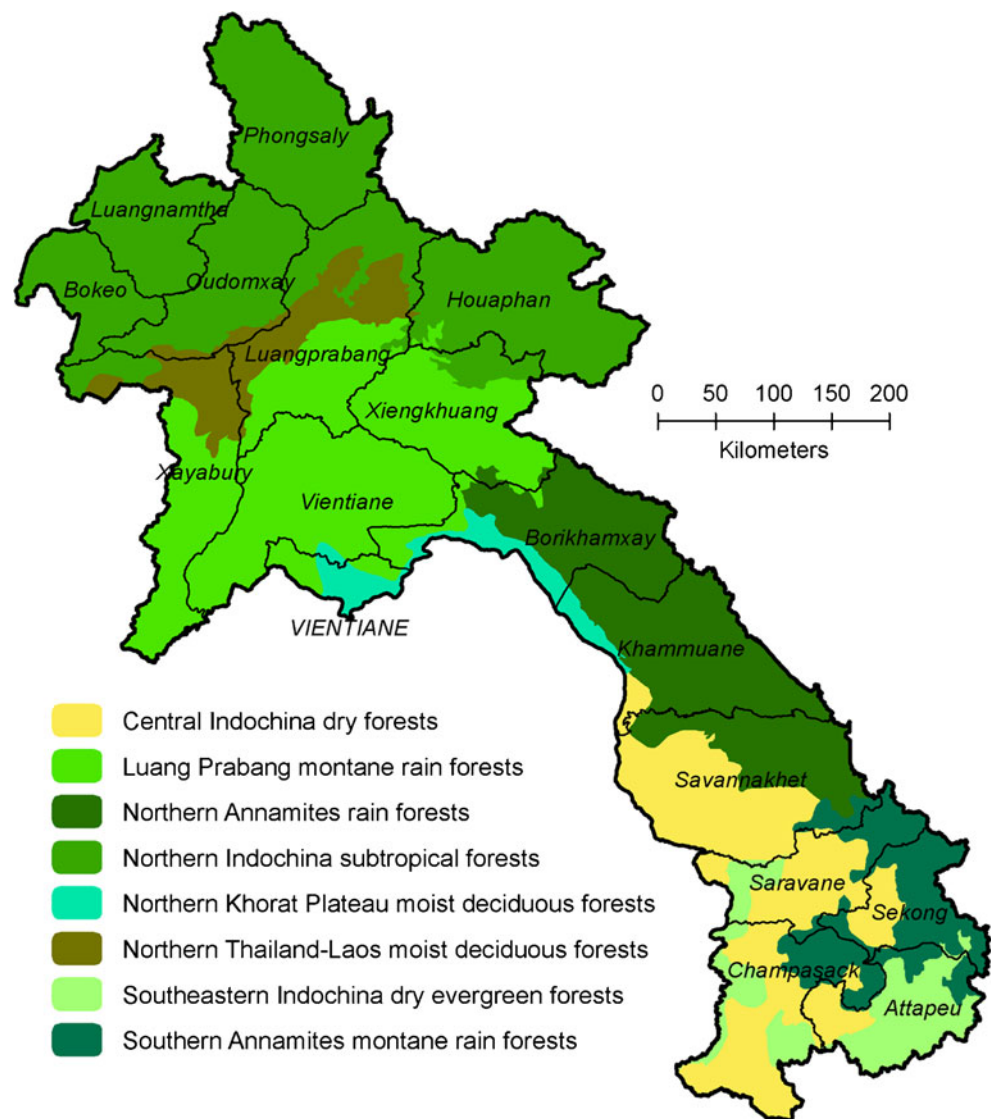 Phongsaly
Luangnamtha
Bokeo
Oudomxay
Houaphan
Luangprabang
Xiengkhuang
Xayabury
Vientiane
VIENTIANE
Borikhamxay
Khammuane
Savannakhet
Saravane
Sekong
Champasack
Attapeu
0 50 100 150 200
Kilometers
Central Indochina dry forests
Luang Prabang montane rain forests
Northern Annamites rain forests
Northern Indochina subtropical forests
Northern Khorat Plateau moist deciduous forests
Northern Thailand-Laos moist deciduous forests
Southeastern Indochina dry evergreen forests
Southern Annamites montane rain forests